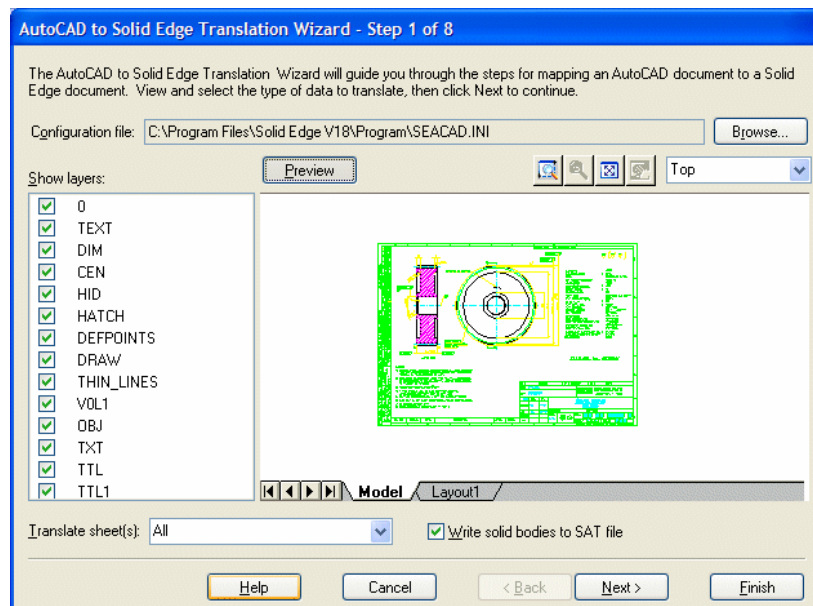 AutoCAD to Solid Edge Translation Wizard - Step 1 of 8
The AutoCAD to Solid Edge Translation Wizard will guide you through the steps for mapping an AutoCAD document to a Solid
Edge document. View and select the type of data to translate, then click Next to continue.
Configuration file: C:\Program Files\Solid Edge V18\Program\SEACAD.INI Browse...
Show layers: Preview Top
0
TEXT
DIM
CEN
HID
HATCH
DEFPOINTS
DRAW
THIN_LINES
VOL1
OBJ
TXT
TTL
TTL1
Model Layout1
Translate sheet(s): All Write solid bodies to SAT file
Help Cancel < Back Next > Finish